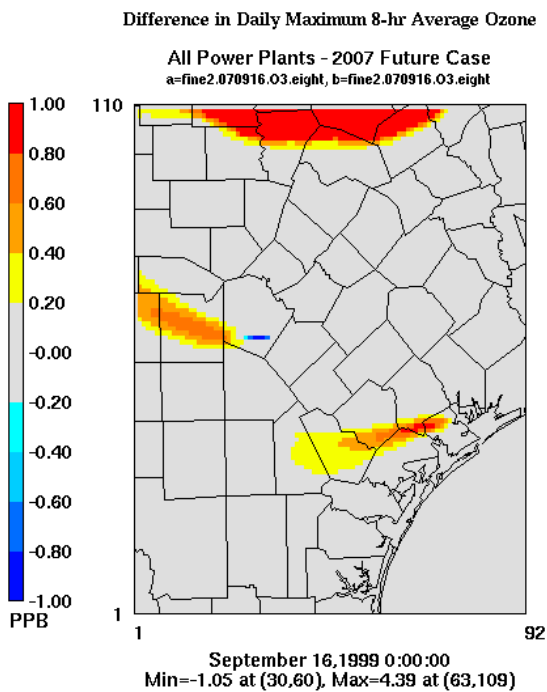 Difference in Daily Maximum 8-hr Average Ozone
All Power Plants - 2007 Future Case
a=fine2.070916.O3.eight, b=fine2.070916.O3.eight
1.00
0.80
0.60
0.40
0.20
-0.00
-0.20
-0.40
-0.60
-0.80
-1.00
PPB
110
1
1
92
September 16,1999 0:00:00
Min=-1.05 at (30,60), Max=4.39 at (63,109)